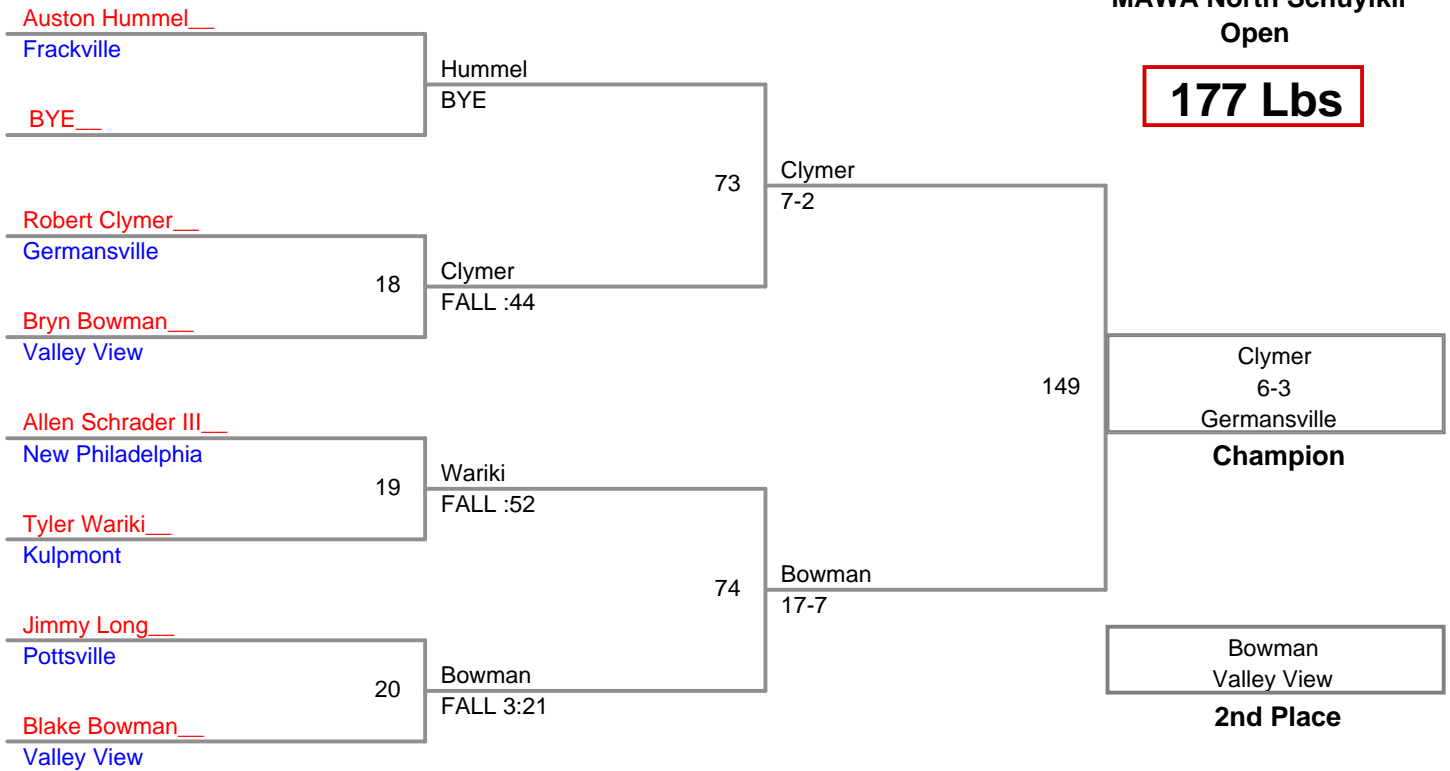 MAWA North Schuylkil
Open
177 Lbs
Auston Hummel__
Frackville
BYE__
Robert Clymer__
Germansville
Bryn Bowman__
Valley View
Allen Schrader III__
New Philadelphia
Tyler Wariki__
Kulpmont
Jimmy Long__
Pottsville
Blake Bowman__
Valley View
Hummel
BYE
18
Clymer
FALL :44
19
Wariki
FALL :52
20
Bowman
FALL 3:21
73
Clymer
7-2
74
Bowman
17-7
149
Clymer
6-3
Germansville
Champion
Bowman
Valley View
2nd Place